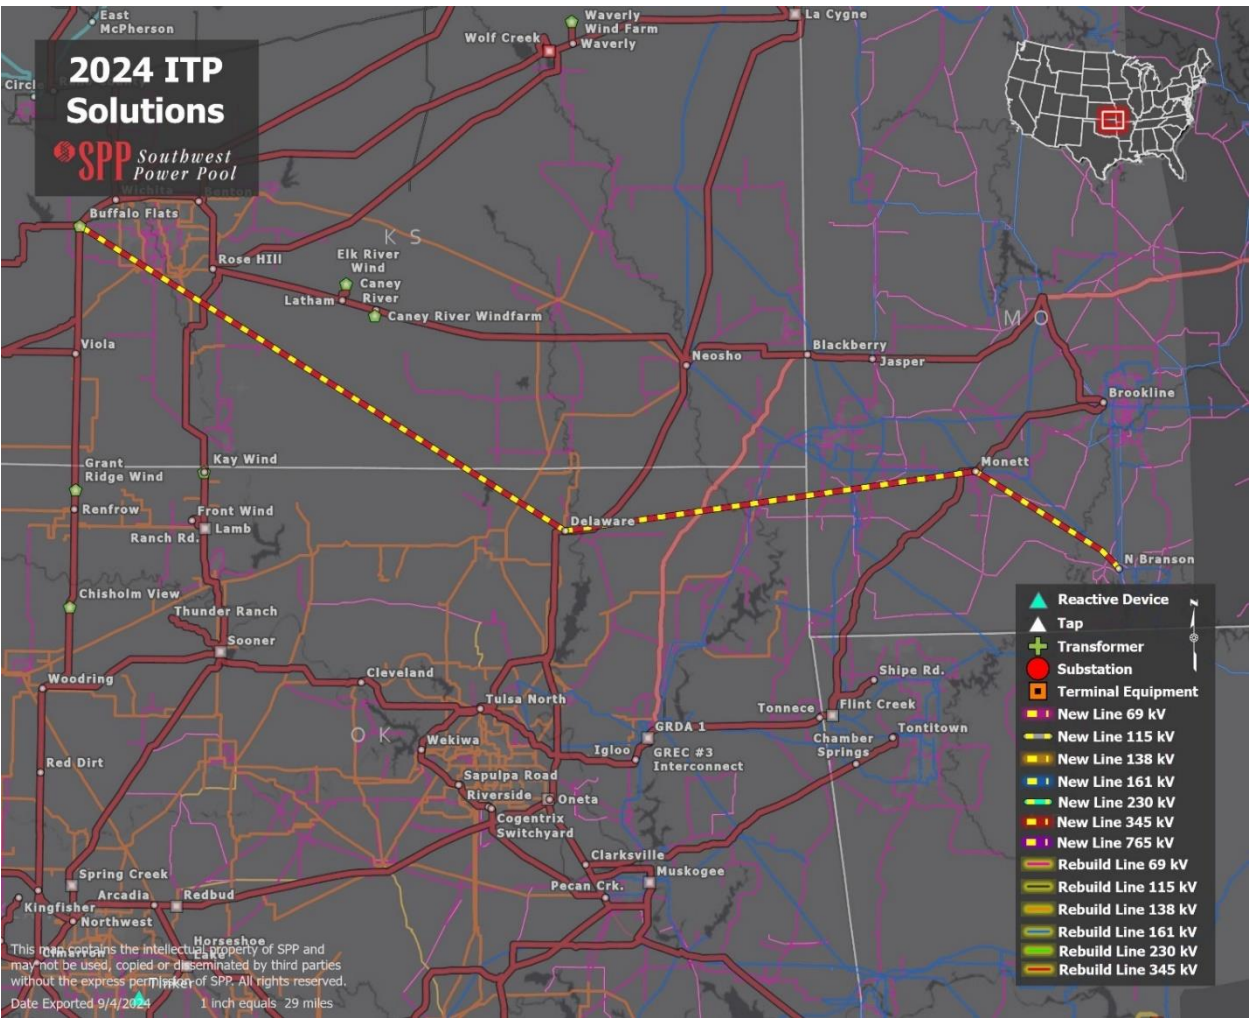 East
McPherson
Circle
2024 ITP
Solutions
SPP Southwest
Power Pool
Wolf Creek
Waverly
Wind Farm
Waverly
La Cygne
Wichita
Benton
Buffalo Flats
K S
Rose Hill
Elk River
Wind
Caney
River
Latham
Caney River Windfarm
M O
Viola
Neosho
Blackberry
Jasper
Brookline
Grant
Ridge Wind
Kay Wind
Monett
Renfrow
Front Wind
Ranch Rd.
Lamb
Delaware
N Branson
Chisholm View
Thunder Ranch
Sooner
Woodring
Cleveland
Tulsa North
Shipe Rd.
Tonnece
Flint Creek
Chamber
Springs
Tontitown
O K
Wekiwa
GRDA 1
Igloo
GREC #3
Interconnect
Red Dirt
Sapulpa Road
Riverside
Oneta
Cogentrix
Switchyard
Clarksville
Muskogee
Pecan Crk.
Spring Creek
Arcadia
Redbud
Kingfisher
Northwest
Horseshoe
Lake
Cimarron
Tinker
Reactive Device
N
Tap
Transformer
Substation
Terminal Equipment
New Line 69 kV
New Line 115 kV
New Line 138 kV
New Line 161 kV
New Line 230 kV
New Line 345 kV
New Line 765 kV
Rebuild Line 69 kV
Rebuild Line 115 kV
Rebuild Line 138 kV
Rebuild Line 161 kV
Rebuild Line 230 kV
Rebuild Line 345 kV
This map contains the intellectual property of SPP and
may not be used, copied or disseminated by third parties
without the express permission of SPP. All rights reserved.
Date Exported 9/4/2024 1 inch equals 29 miles